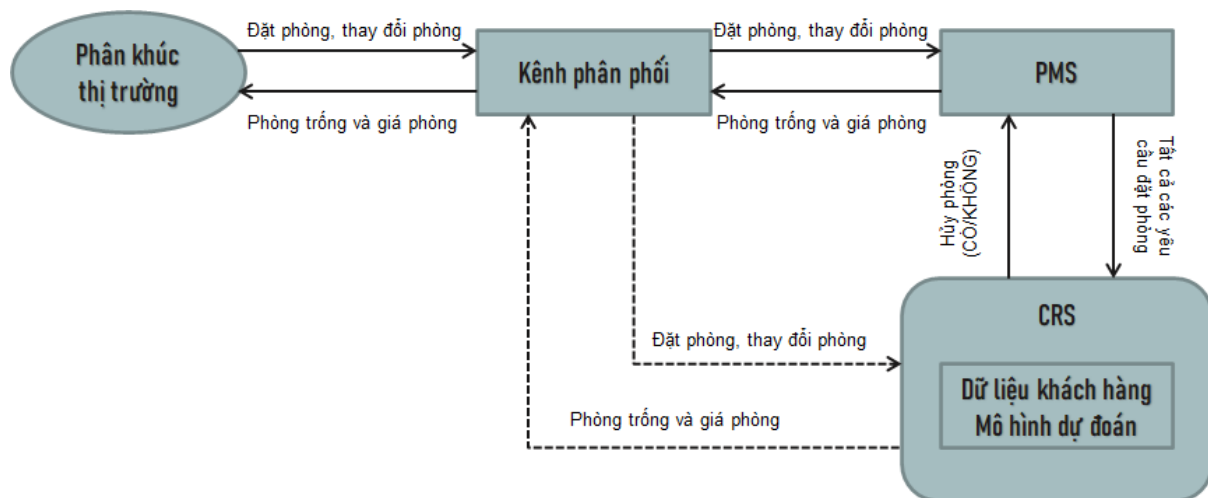 Đặt phòng, thay đổi phòng
Đặt phòng, thay đổi phòng
Phân khúc
thị trường
Kênh phân phối
PMS
Phòng trống và giá phòng
Phòng trống và giá phòng
Hủy phòng
(CÓ/KHÔNG)
Tất cả các yêu
cầu đặt phòng
CRS
Đặt phòng, thay đổi phòng
Dữ liệu khách hàng
Mô hình dự đoán
Phòng trống và giá phòng